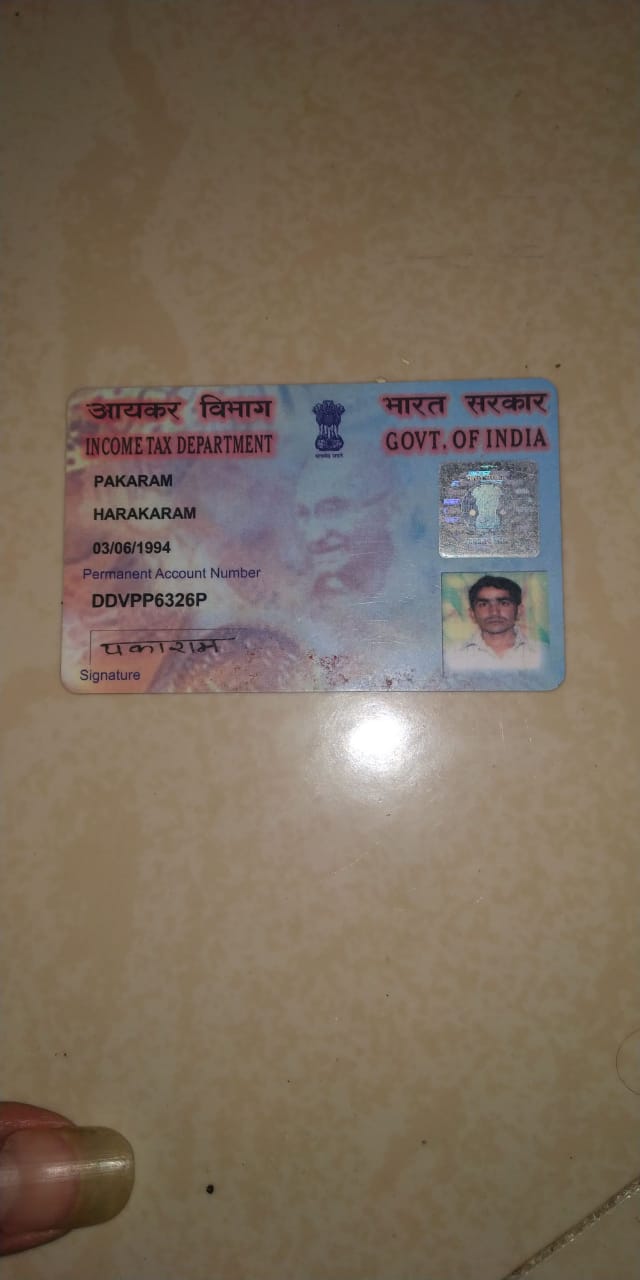 आयकर विभाग
INCOME TAX DEPARTMENT
भारत सरकार
GOVT. OF INDIA
PAKARAM
HARAKARAM
03/06/1994
Permanent Account Number
DDVPP6326P
पकाराम
Signature